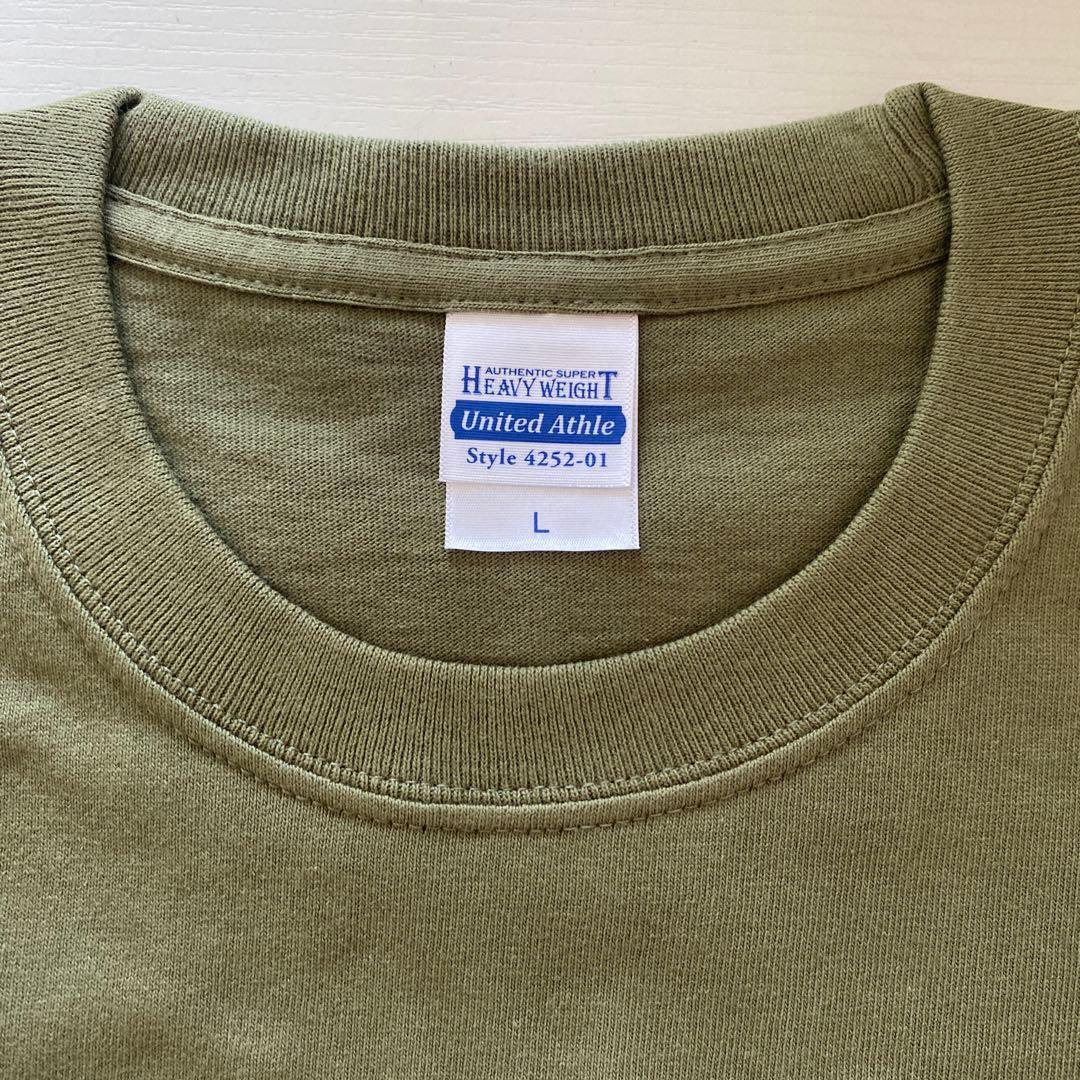 AUTHENTIC SUPER
HEAVY WEIGHT
United Athle
Style 4252-01
L